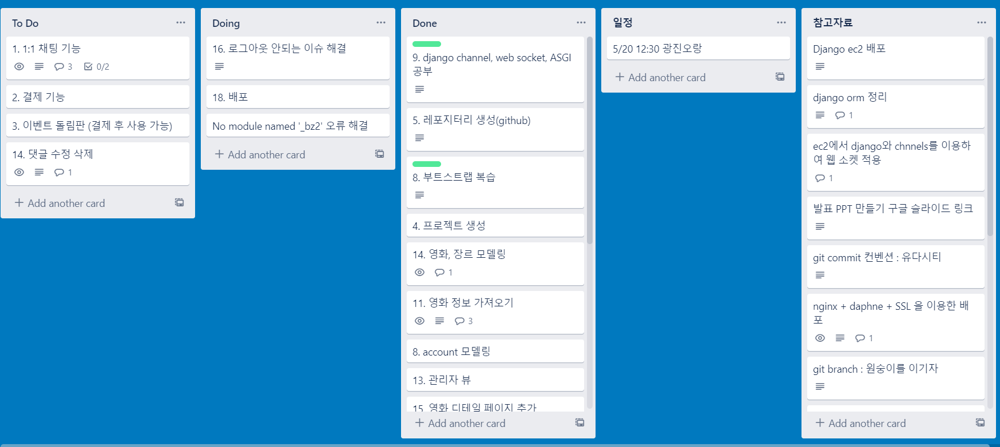 To Do
1. 1:1 채팅 기능
3
0/2
2. 결제 기능
3. 이벤트 돌림판 (결제 후 사용 가능)
14. 댓글 수정 삭제
1
Add another card
Doing
16. 로그아웃 안되는 이슈 해결
18. 배포
No module named '_bz2' 오류 해결
Add another card
Done
9. django channel, web socket, ASGI
공부
5. 레포지터리 생성(github)
8. 부트스트랩 복습
4. 프로젝트 생성
14. 영화, 장르 모델링
1
11. 영화 정보 가져오기
3
8. account 모델링
13. 관리자 뷰
15. 영화 디테일 페이지 추가
Add another card
일정
5/20 12:30 광진오랑
Add another card
참고자료
Django ec2 배포
django orm 정리
1
ec2에서 django와 chnnels를 이용하
여 웹 소켓 적용
1
발표 PPT 만들기 구글 슬라이드 링크
git commit 컨벤션 : 유다시티
nginx + daphne + SSL 을 이용한 배
포
1
git branch : 원숭이를 이기자
Add another card